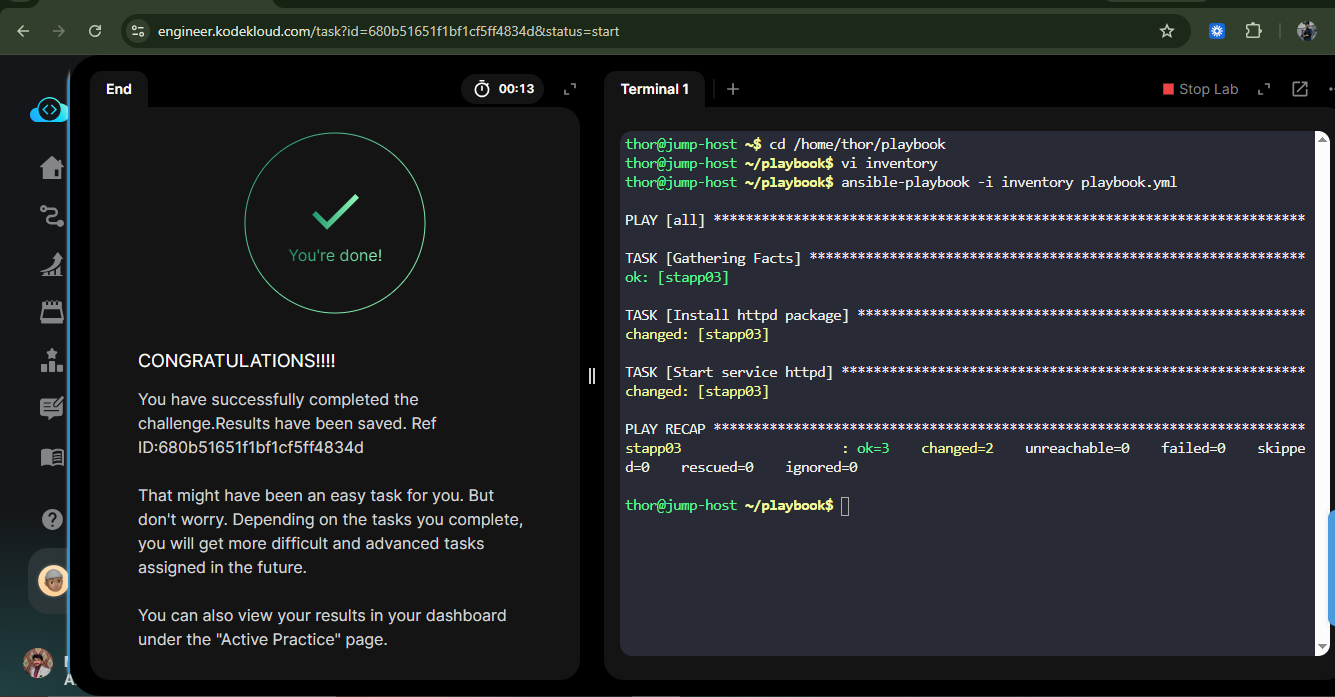 engineer.kodekloud.com/task?id=680b51651f1bf1cf5ff4834d&status=start
End
00:13
You're done!
CONGRATULATIONS!!!!
You have successfully completed the
challenge.Results have been saved. Ref
ID:680b51651f1bf1cf5ff4834d
That might have been an easy task for you. But
don't worry. Depending on the tasks you complete,
you will get more difficult and advanced tasks
assigned in the future.
You can also view your results in your dashboard
under the "Active Practice" page.
Terminal 1
Stop Lab
thor@jump-host ~$ cd /home/thor/playbook
thor@jump-host ~/playbook$ vi inventory
thor@jump-host ~/playbook$ ansible-playbook -i inventory playbook.yml
PLAY [all] **************************************************************************
TASK [Gathering Facts] **************************************************************
ok: [stapp03]
TASK [Install httpd package] ********************************************************
changed: [stapp03]
TASK [Start service httpd] **********************************************************
changed: [stapp03]
PLAY RECAP **************************************************************************
stapp03                    : ok=3    changed=2    unreachable=0    failed=0    skippe
d=0    rescued=0    ignored=0
thor@jump-host ~/playbook$